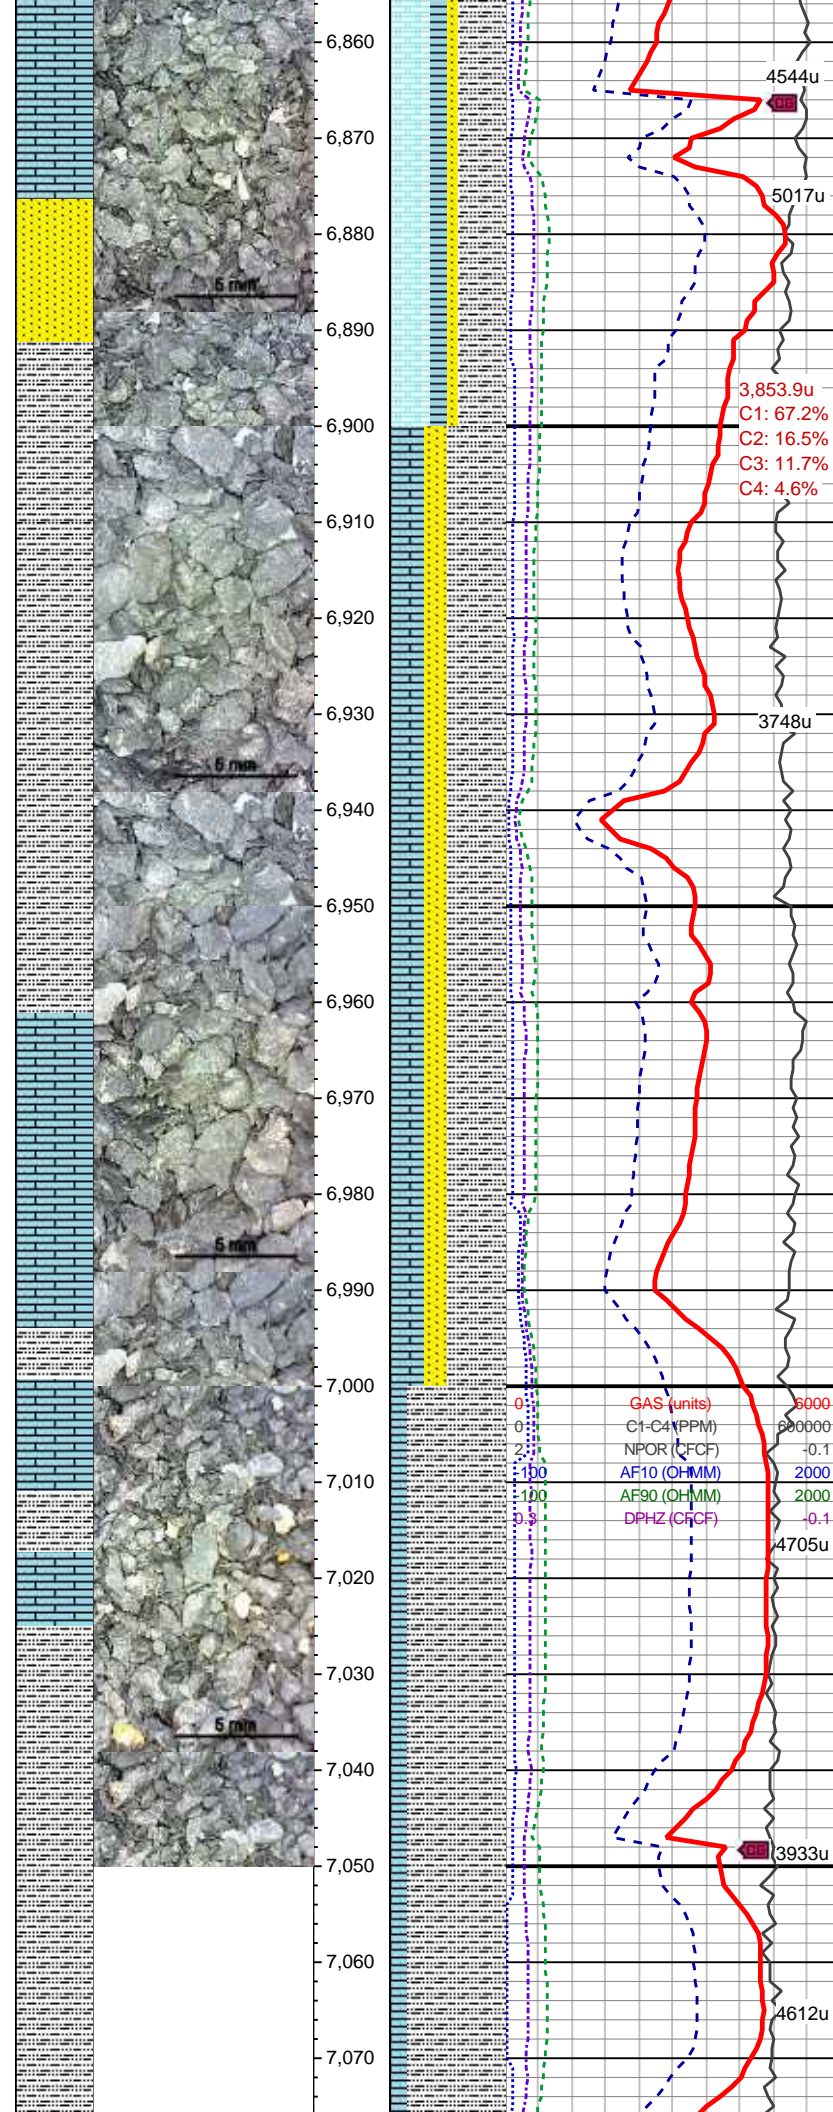 6,860
4544u
CG
6,870
5017u
6,880
5 mm
6,890
3,853.9u
C1: 67.2%
6,900
C2: 16.5%
C3: 11.7%
C4: 4.6%
6,910
6,920
6,930
3748u
5 mm
6,940
6,950
6,960
6,970
6,980
5 mm
6,990
7,000
0 GAS (units) 6000
0 C1-C4 (PPM) 600000
2 NPOR (CFCF) -0.1
-100 AF10 (OHMM) 2000
7,010
-100 AF90 (OHMM) 2000
0.3 DPHZ (CFCF) -0.1
4705u
7,020
7,030
5 mm
7,040
CG
3933u
7,050
7,060
4612u
7,070